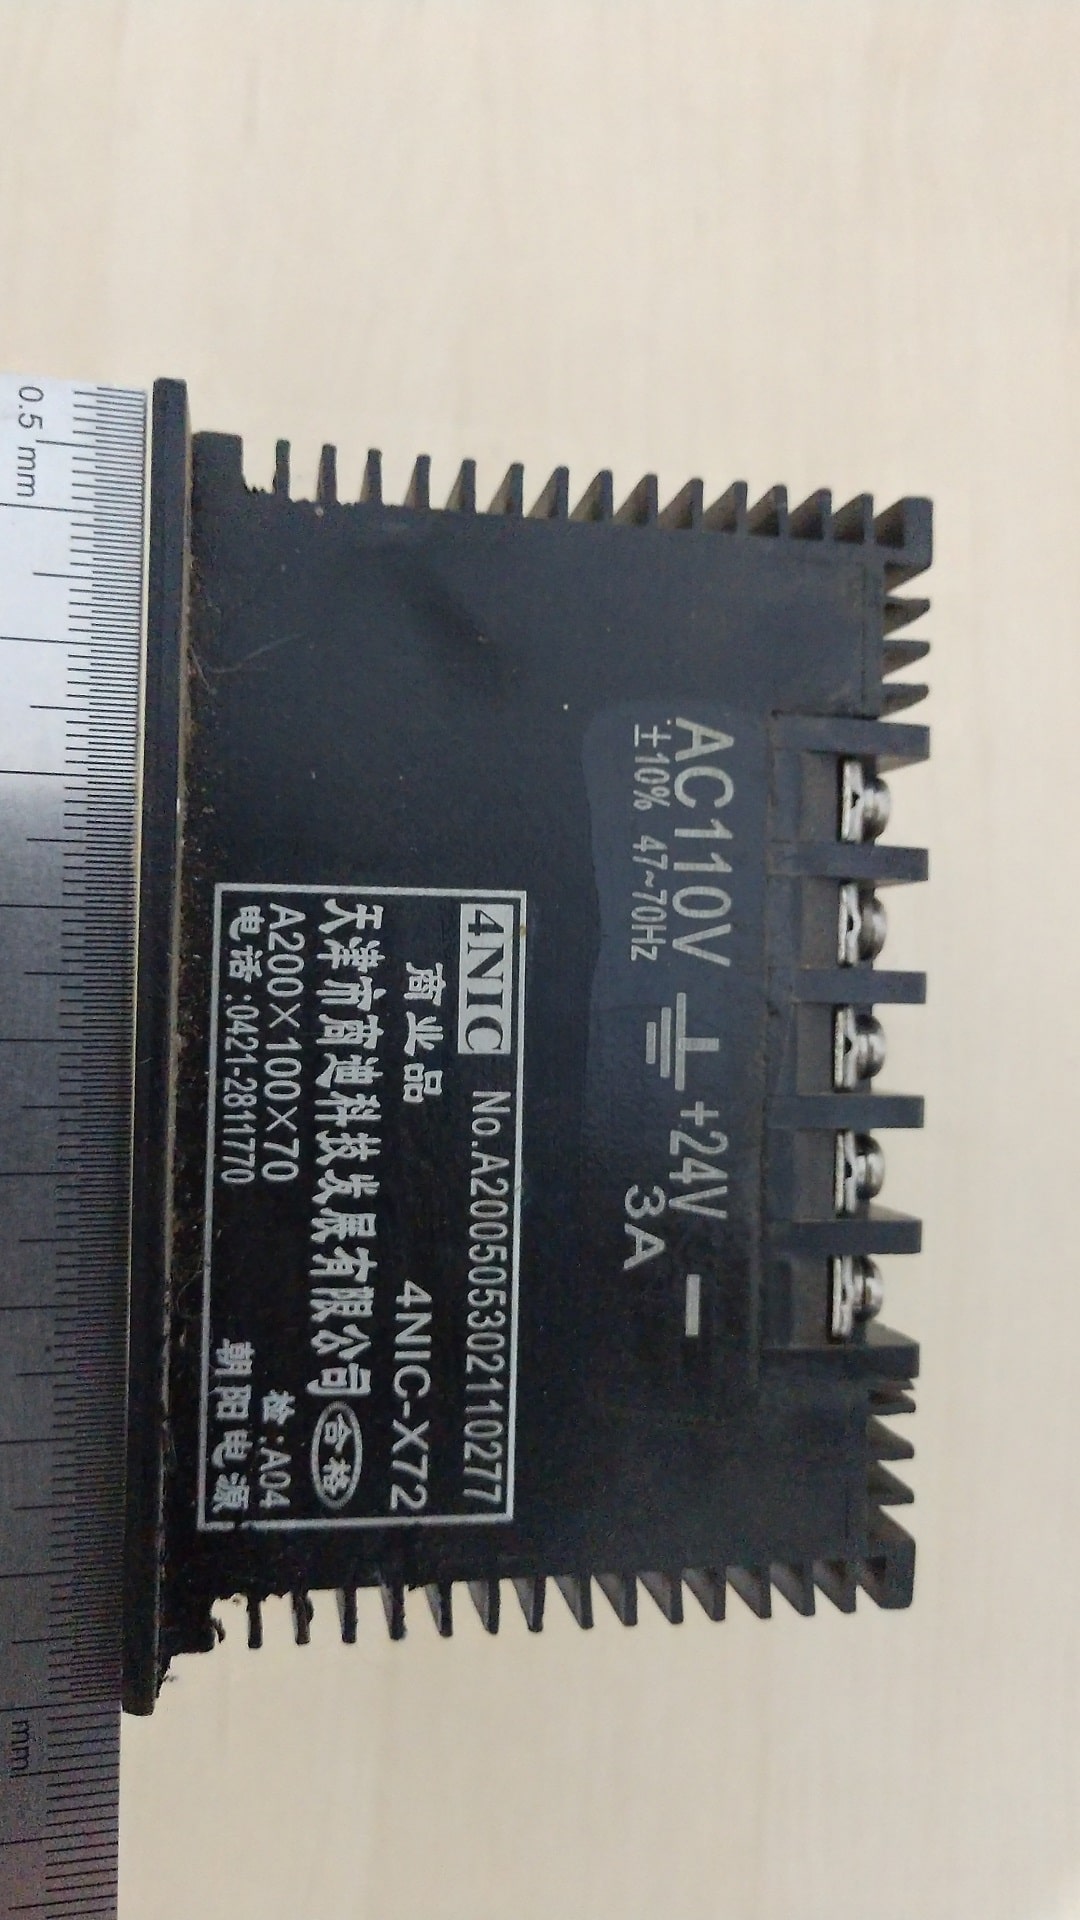 AC110V ⏚ +24V —
±10% 47~70Hz 3A
4NIC No.A200505302110277
商业品 4NIC-X72
天津市商迪科技发展有限公司 合格
A200×100×70 检:A04
电话:0421-2811770 朝阳电源
0.5 mm
mm